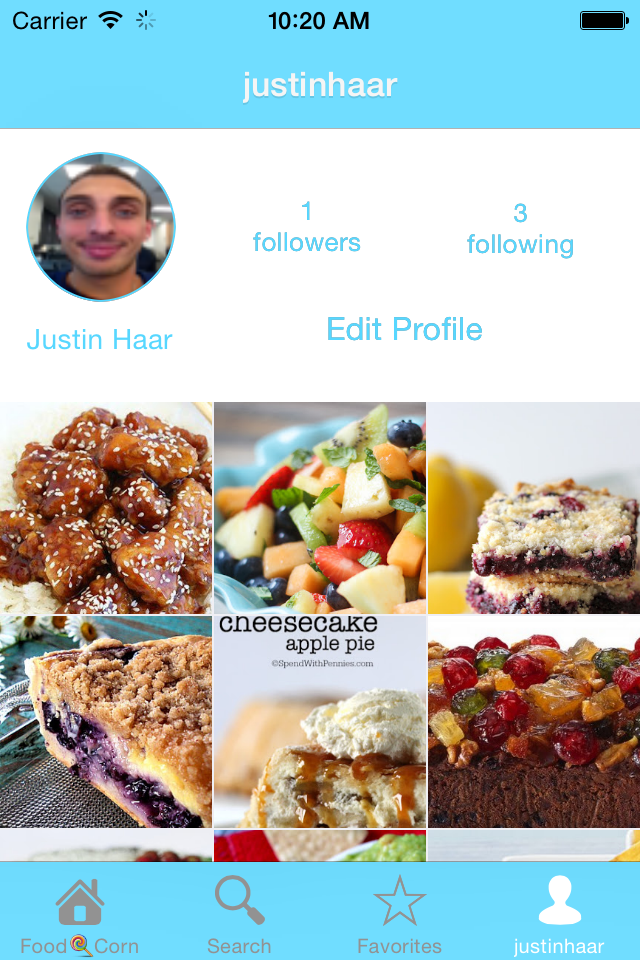 Carrier 10:20 AM
justinhaar
1
followers
3
following
Justin Haar
Edit Profile
cheesecake
apple pie
©SpendWithPennies.com
Food Corn
Search
Favorites
justinhaar